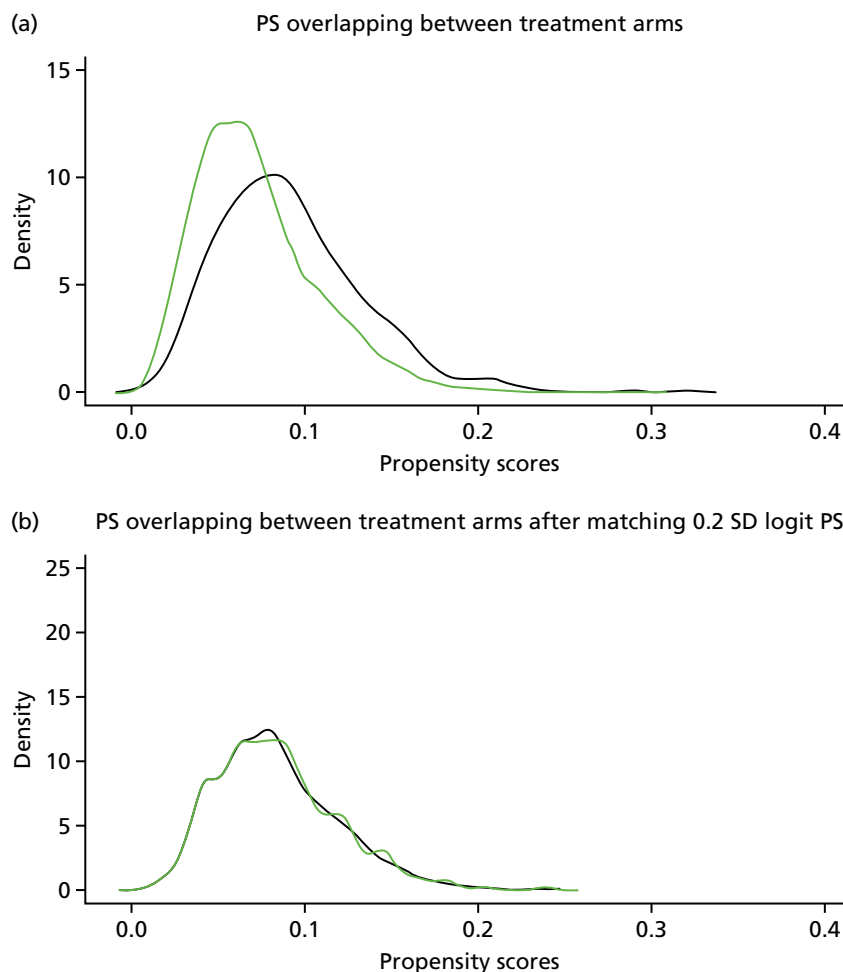 (a) PS overlapping between treatment arms
15
10
5
0
Density
0.0 0.1 0.2 0.3 0.4
Propensity scores
(b) PS overlapping between treatment arms after matching 0.2 SD logit PS
25
20
15
10
5
0
Density
0.0 0.1 0.2 0.3 0.4
Propensity scores